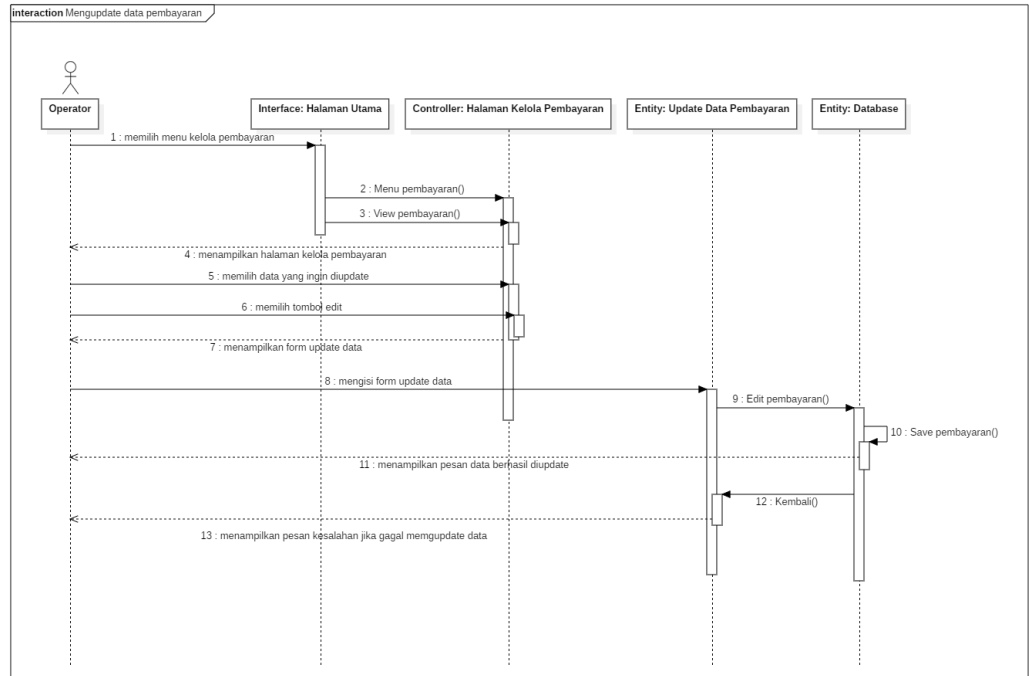 interaction Mengupdate data pembayaran
Operator
Interface: Halaman Utama
Controller: Halaman Kelola Pembayaran
Entity: Update Data Pembayaran
Entity: Database
1 : memilih menu kelola pembayaran
2 : Menu pembayaran()
3 : View pembayaran()
4 : menampilkan halaman kelola pembayaran
5 : memilih data yang ingin diupdate
6 : memilih tombol edit
7 : menampilkan form update data
8 : mengisi form update data
9 : Edit pembayaran()
10 : Save pembayaran()
11 : menampilkan pesan data berhasil diupdate
12 : Kembali()
13 : menampilkan pesan kesalahan jika gagal memgupdate data